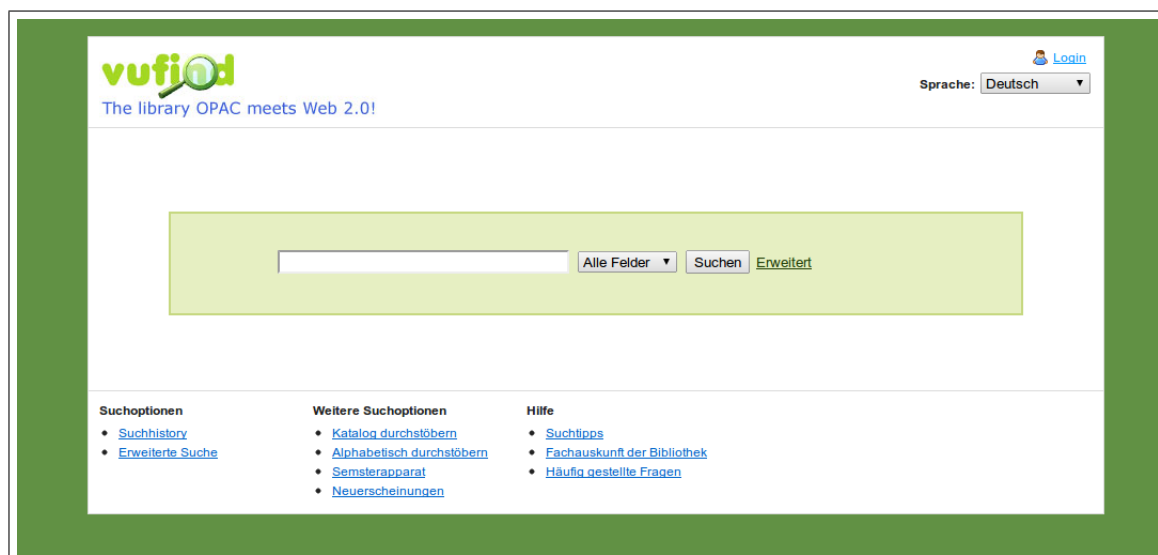 vufind
The library OPAC meets Web 2.0!
Login
Sprache: Deutsch
Alle Felder Suchen Erweitert
Suchoptionen
Suchhistory
Erweiterte Suche
Weitere Suchoptionen
Katalog durchstöbern
Alphabetisch durchstöbern
Semsterapparat
Neuerscheinungen
Hilfe
Suchtipps
Fachauskunft der Bibliothek
Häufig gestellte Fragen